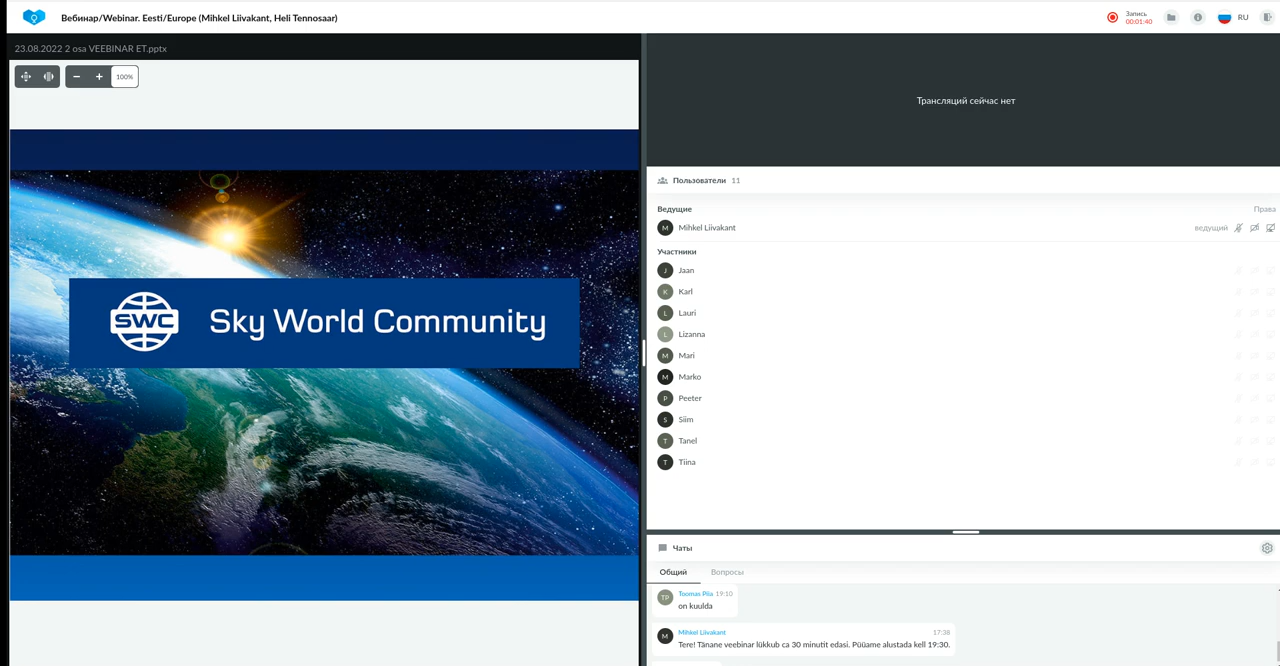 Вебинар/Webinar. Eesti/Europe (Mihkel Liivakant, Heli Tennosaar)
Запись
00:01:40
RU
23.08.2022 2 osa VEEBINAR ET.pptx
100%
SWC
Sky World Community
Трансляций сейчас нет
Пользователи 11
Ведущие
Права
M Mihkel Liivakant
ведущий
Участники
J Jaan
K Karl
L Lauri
L Lizanna
M Mari
M Marko
P Peeter
S Siim
T Tanel
T Tiina
Чаты
Общий Вопросы
TP Toomas Piia 19:10
on kuulda
M Mihkel Liivakant 17:38
Tere! Tänane veebinar lükkub ca 30 minutit edasi. Püüame alustada kell 19:30.